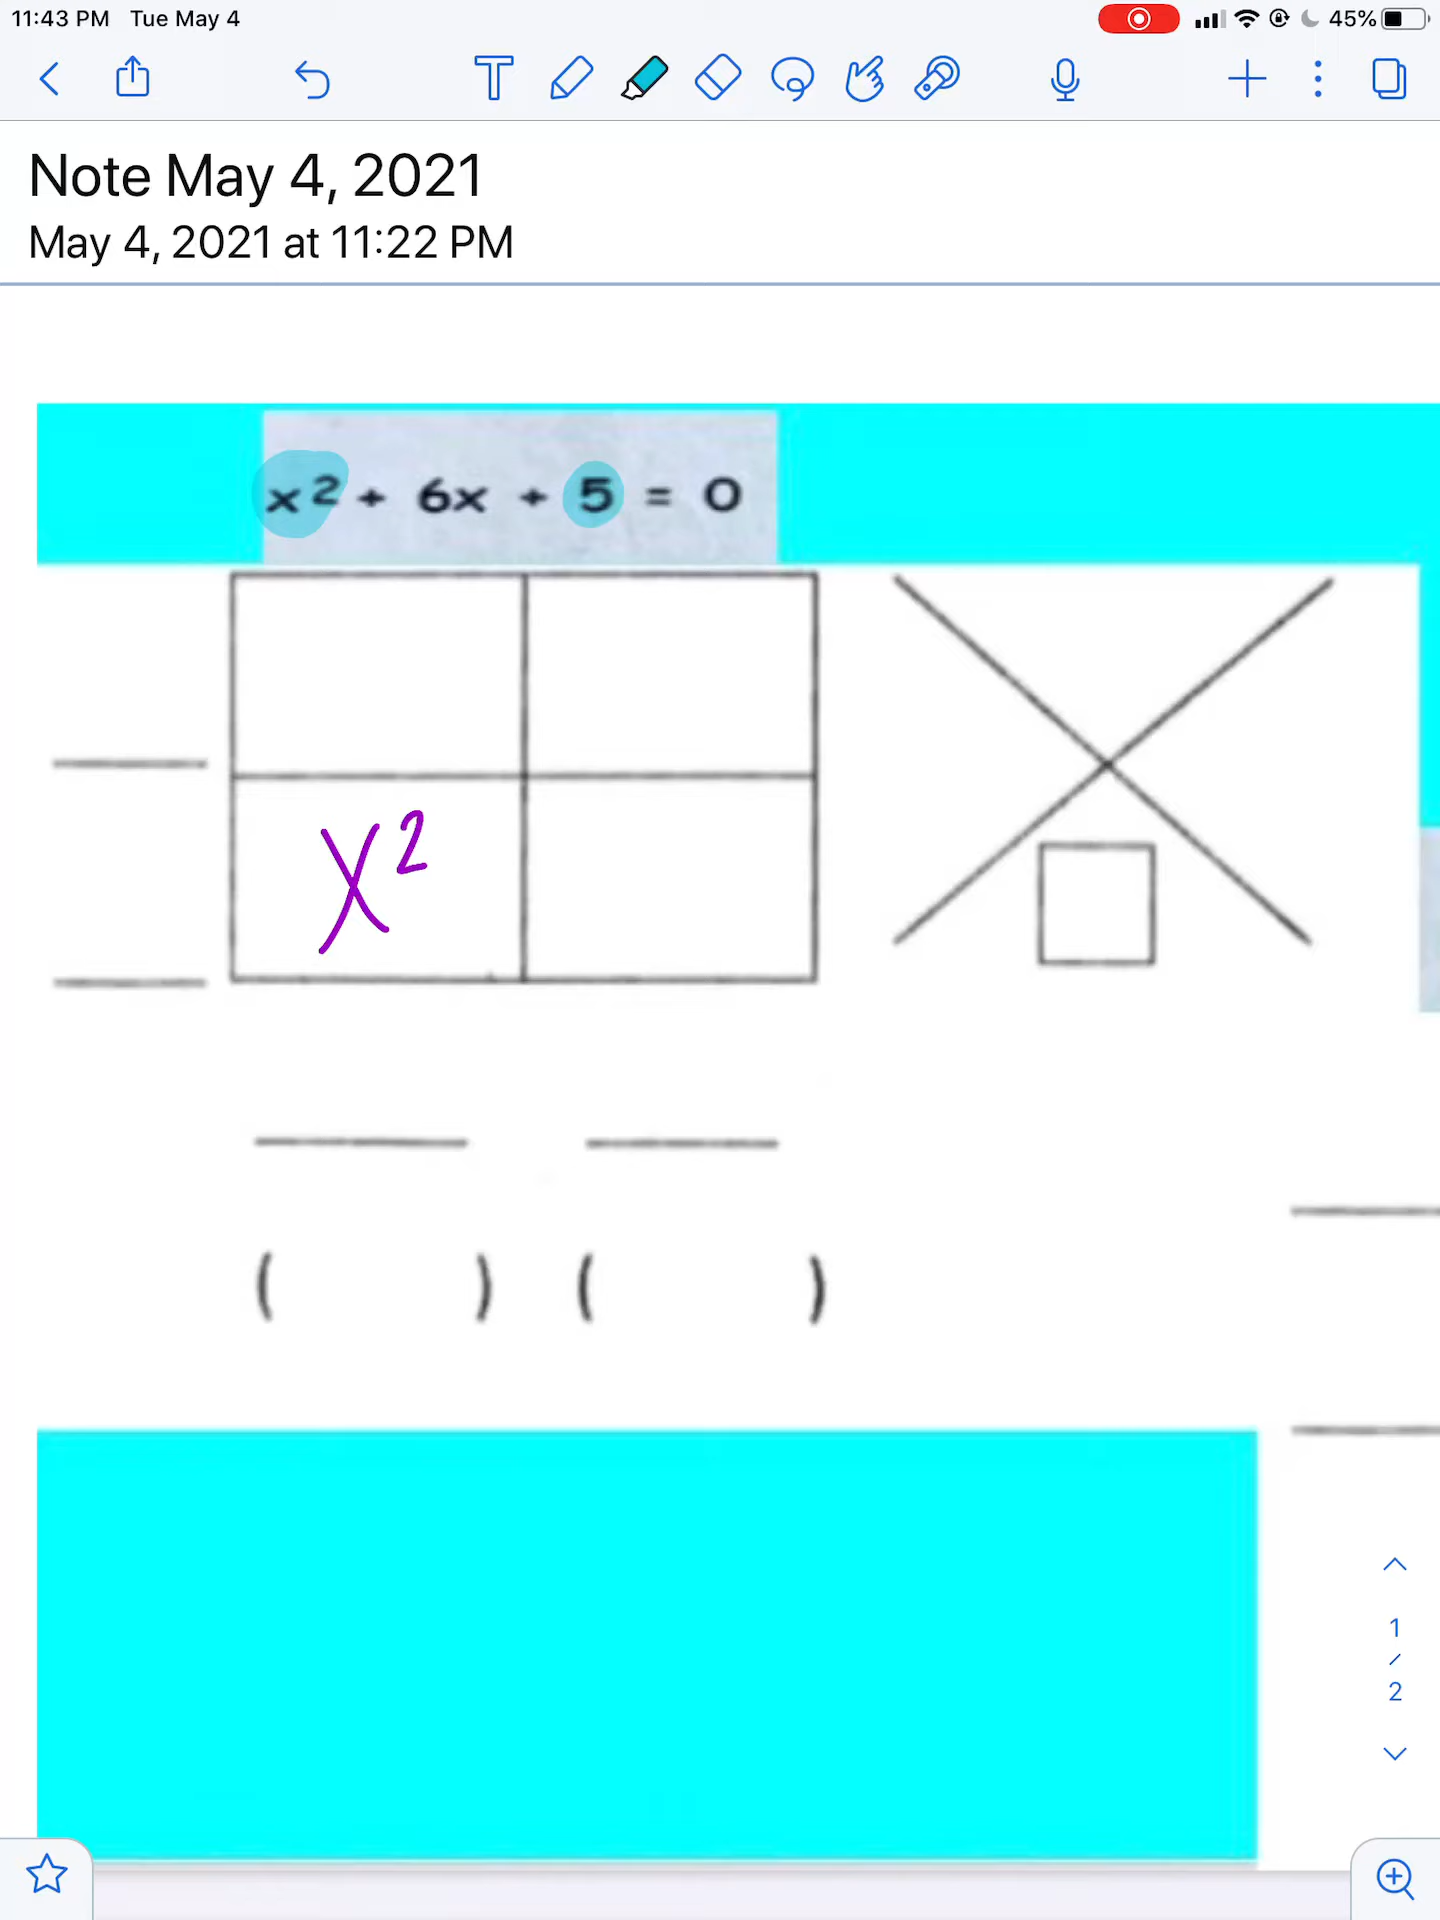 11:43 PM Tue May 4 45%
T
Note May 4, 2021
May 4, 2021 at 11:22 PM
x² + 6x + 5 = 0
x²
( ) ( )
1
/
2